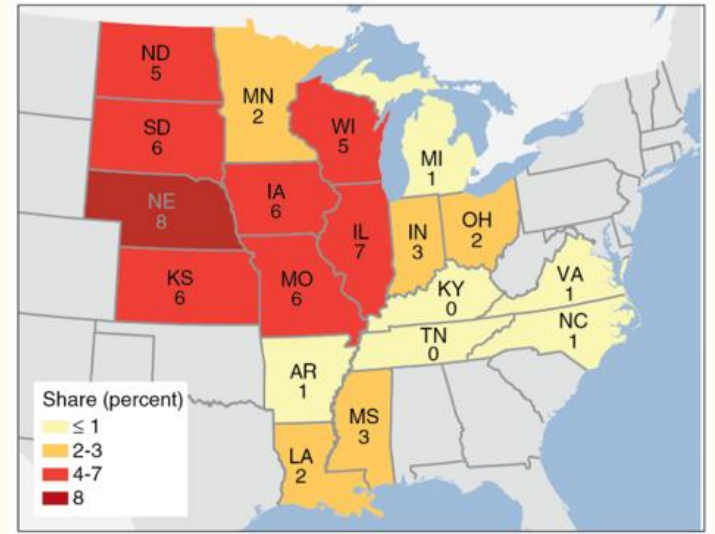 ND
5
MN
2
SD
6
WI
5
MI
1
NE
8
IA
6
IL
7
IN
3
OH
2
KS
6
MO
6
KY
0
VA
1
TN
0
NC
1
AR
1
MS
3
LA
2
Share (percent)
≤ 1
2-3
4-7
8